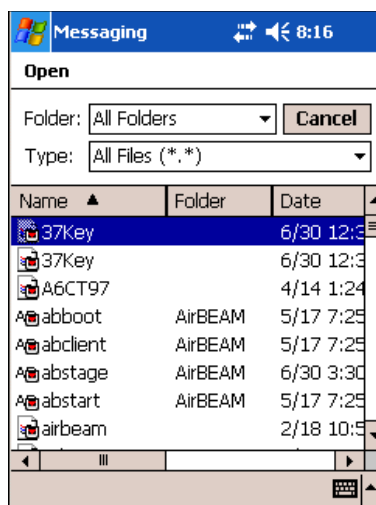 Messaging 8:16
Open
Folder: All Folders Cancel
Type: All Files (*.*)
Name Folder Date
37Key 6/30 12:3
37Key 6/30 12:3
A6CT97 4/14 1:24
abboot AirBEAM 5/17 7:25
abclient AirBEAM 5/17 7:25
abstage AirBEAM 6/30 3:30
abstart AirBEAM 5/17 7:25
airbeam 2/18 10:5